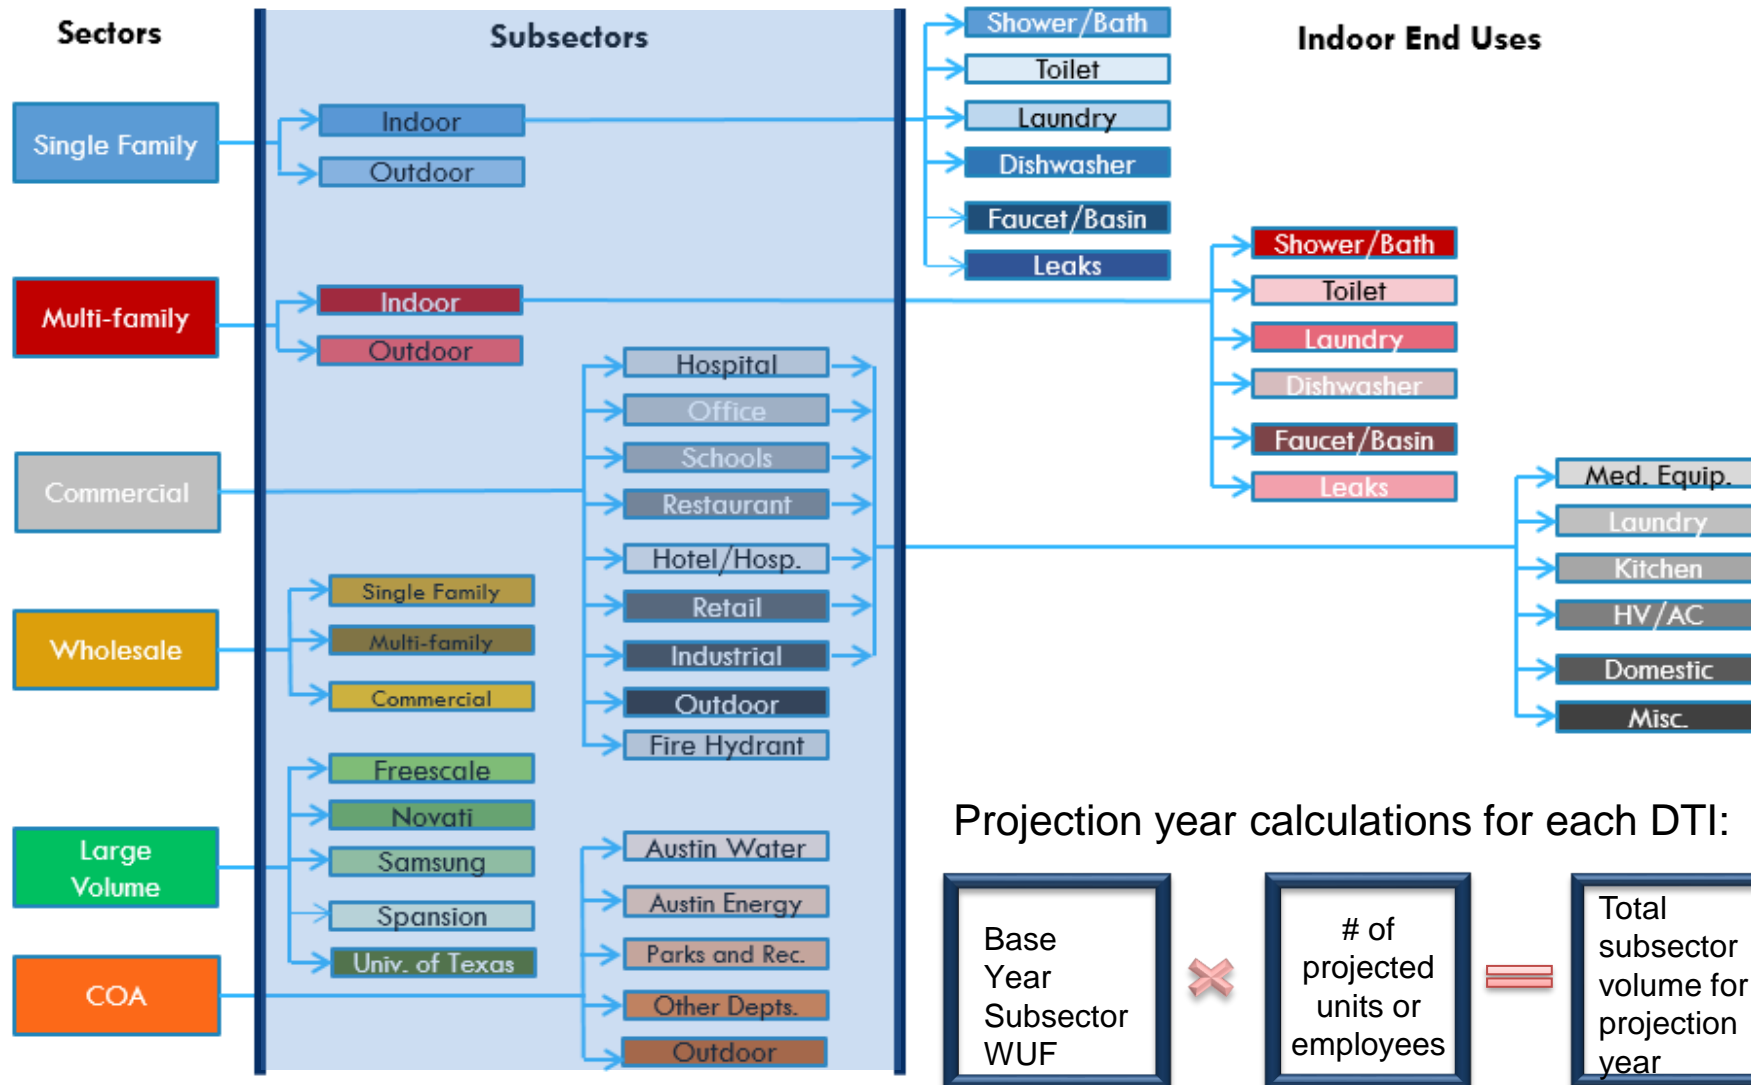 Sectors
Subsectors
Indoor End Uses
Single Family
Multi-family
Commercial
Wholesale
Large
Volume
COA
Indoor
Outdoor
Indoor
Outdoor
Hospital
Office
Schools
Restaurant
Hotel/Hosp.
Retail
Industrial
Outdoor
Fire Hydrant
Single Family
Multi-family
Commercial
Freescale
Novati
Samsung
Spansion
Univ. of Texas
Austin Water
Austin Energy
Parks and Rec.
Other Depts.
Outdoor
Shower/Bath
Toilet
Laundry
Dishwasher
Faucet/Basin
Leaks
Shower/Bath
Toilet
Laundry
Dishwasher
Faucet/Basin
Leaks
Med. Equip.
Laundry
Kitchen
HV/AC
Domestic
Misc.
Projection year calculations for each DTI:
Base
Year
Subsector
WUF
# of
projected
units or
employees
Total
subsector
volume for
projection
year